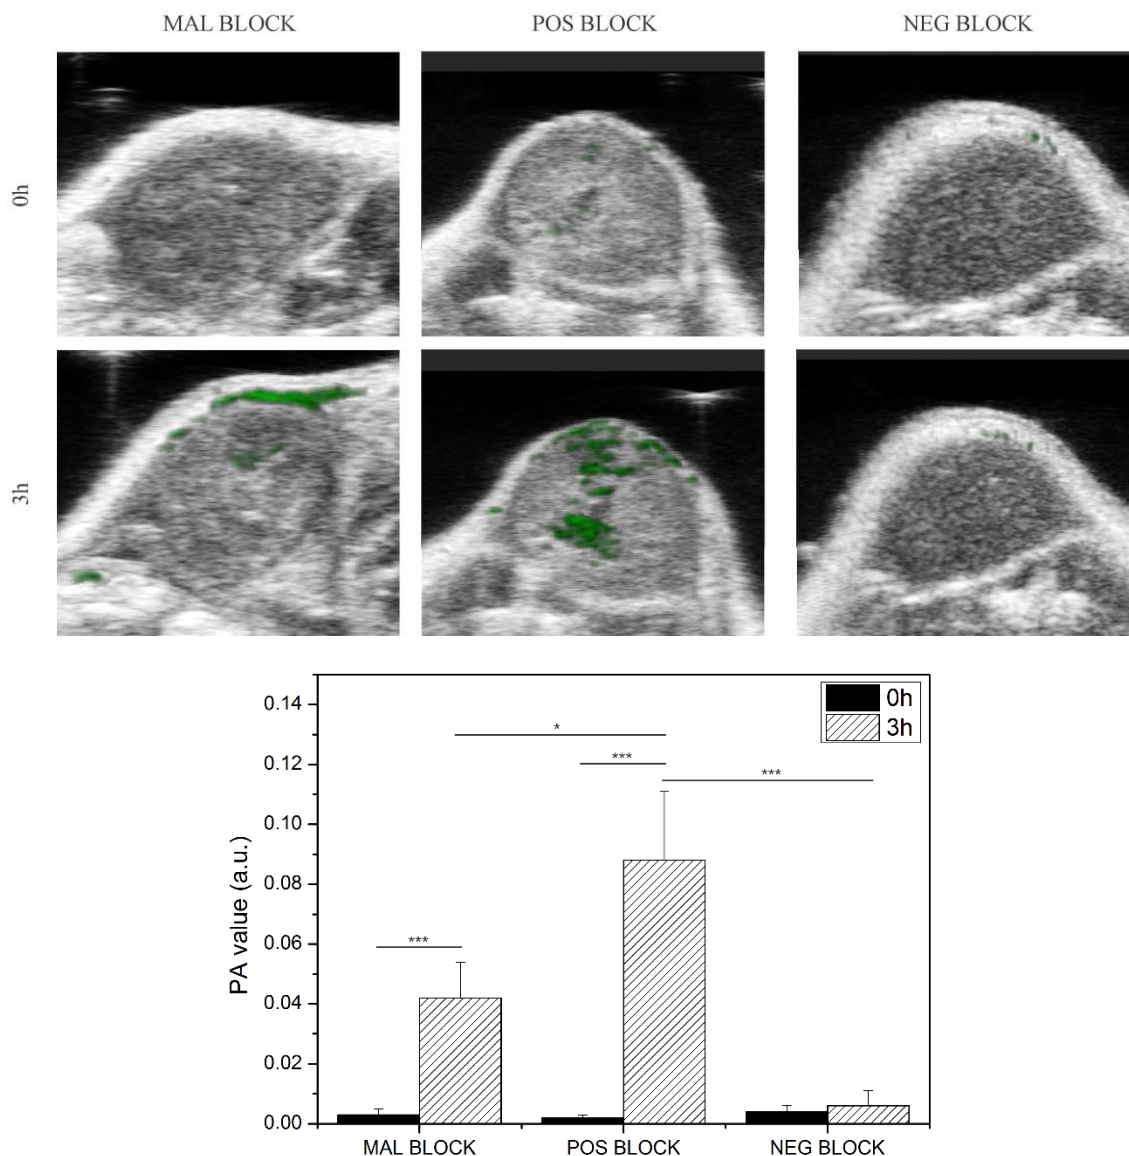 MAL BLOCK POS BLOCK NEG BLOCK
0h
3h
0.14
0.12
0.10
0.08
0.06
0.04
0.02
0.00
PA value (a.u.)
0h
3h
*
***
***
***
MAL BLOCK POS BLOCK NEG BLOCK